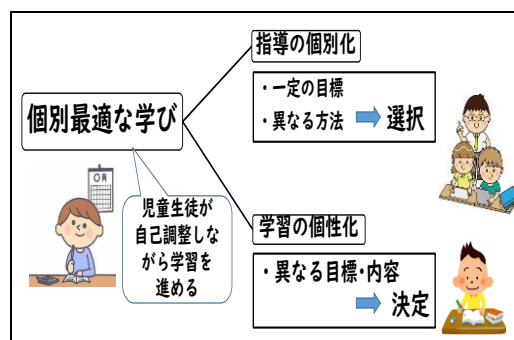 指導の個別化
・一定の目標
・異なる方法 ➡ 選択
個別最適な学び
児童生徒が
自己調整しな
がら学習を
進める
学習の個性化
・異なる目標・内容
➡ 決定